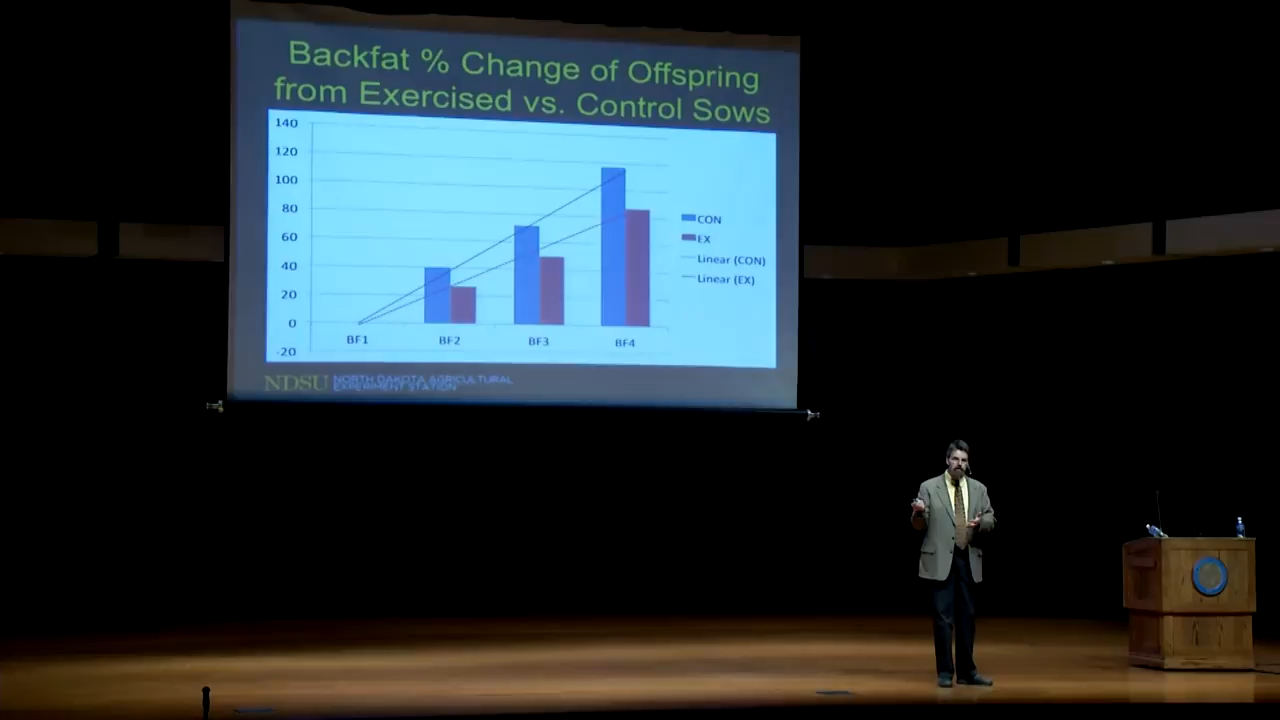 Backfat % Change of Offspring
from Exercised vs. Control Sows
140
120
100
80
60
40
20
0
-20
BF1
BF2
BF3
BF4
CON
EX
Linear (CON)
Linear (EX)
NDSU
NORTH DAKOTA AGRICULTURAL
EXPERIMENT STATION